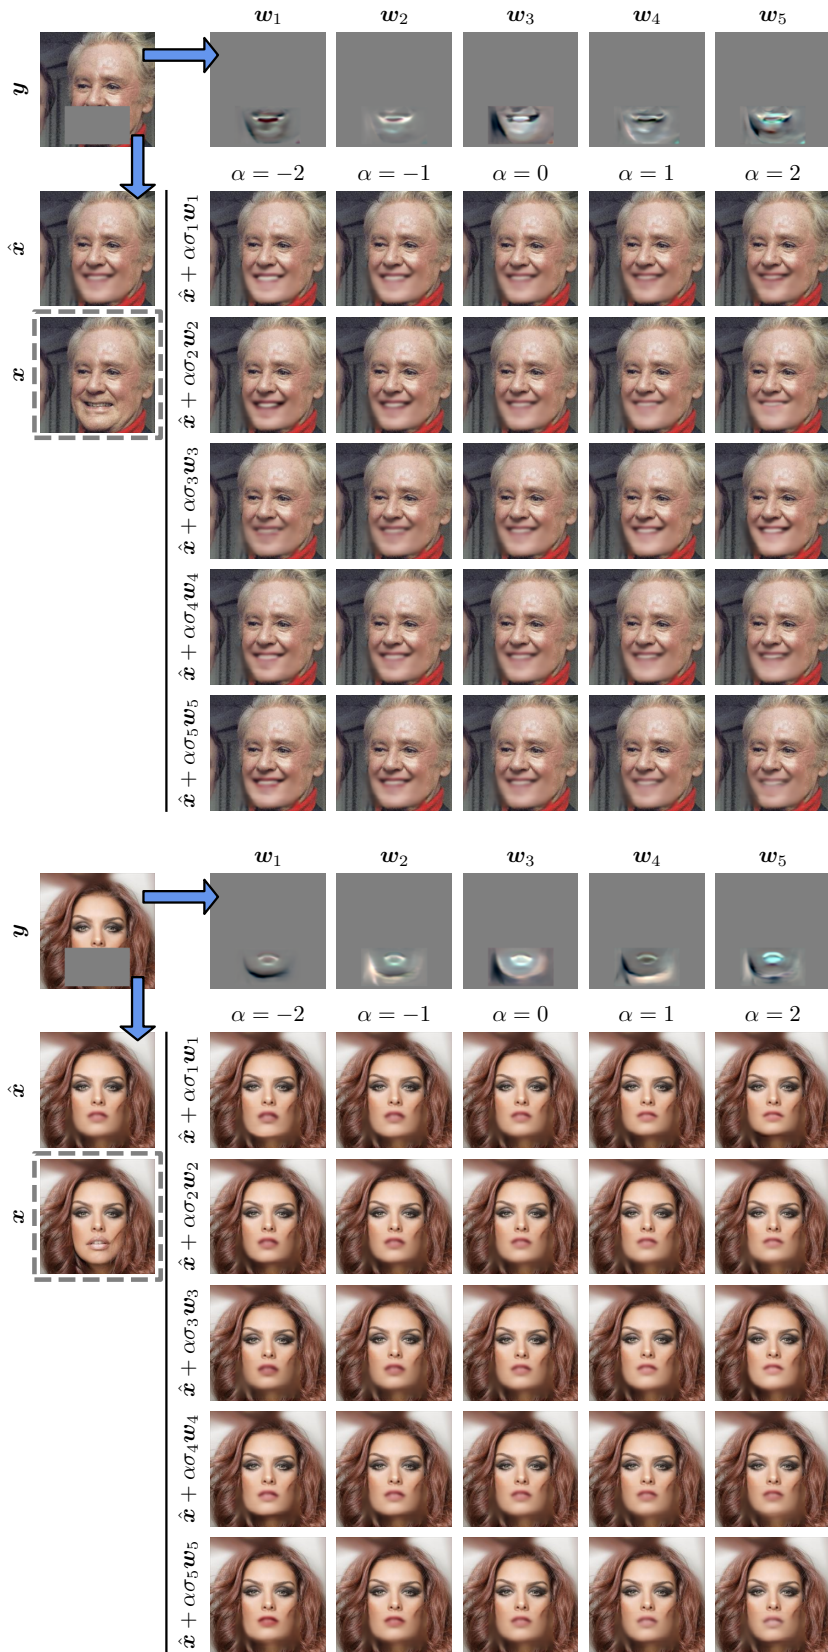 w₁ w₂ w₃ w₄ w₅
y
α = −2 α = −1 α = 0 α = 1 α = 2
x̂
x̂ + ασ₁w₁
x
x̂ + ασ₂w₂
x̂ + ασ₃w₃
x̂ + ασ₄w₄
x̂ + ασ₅w₅
w₁ w₂ w₃ w₄ w₅
y
α = −2 α = −1 α = 0 α = 1 α = 2
x̂
x̂ + ασ₁w₁
x
x̂ + ασ₂w₂
x̂ + ασ₃w₃
x̂ + ασ₄w₄
x̂ + ασ₅w₅